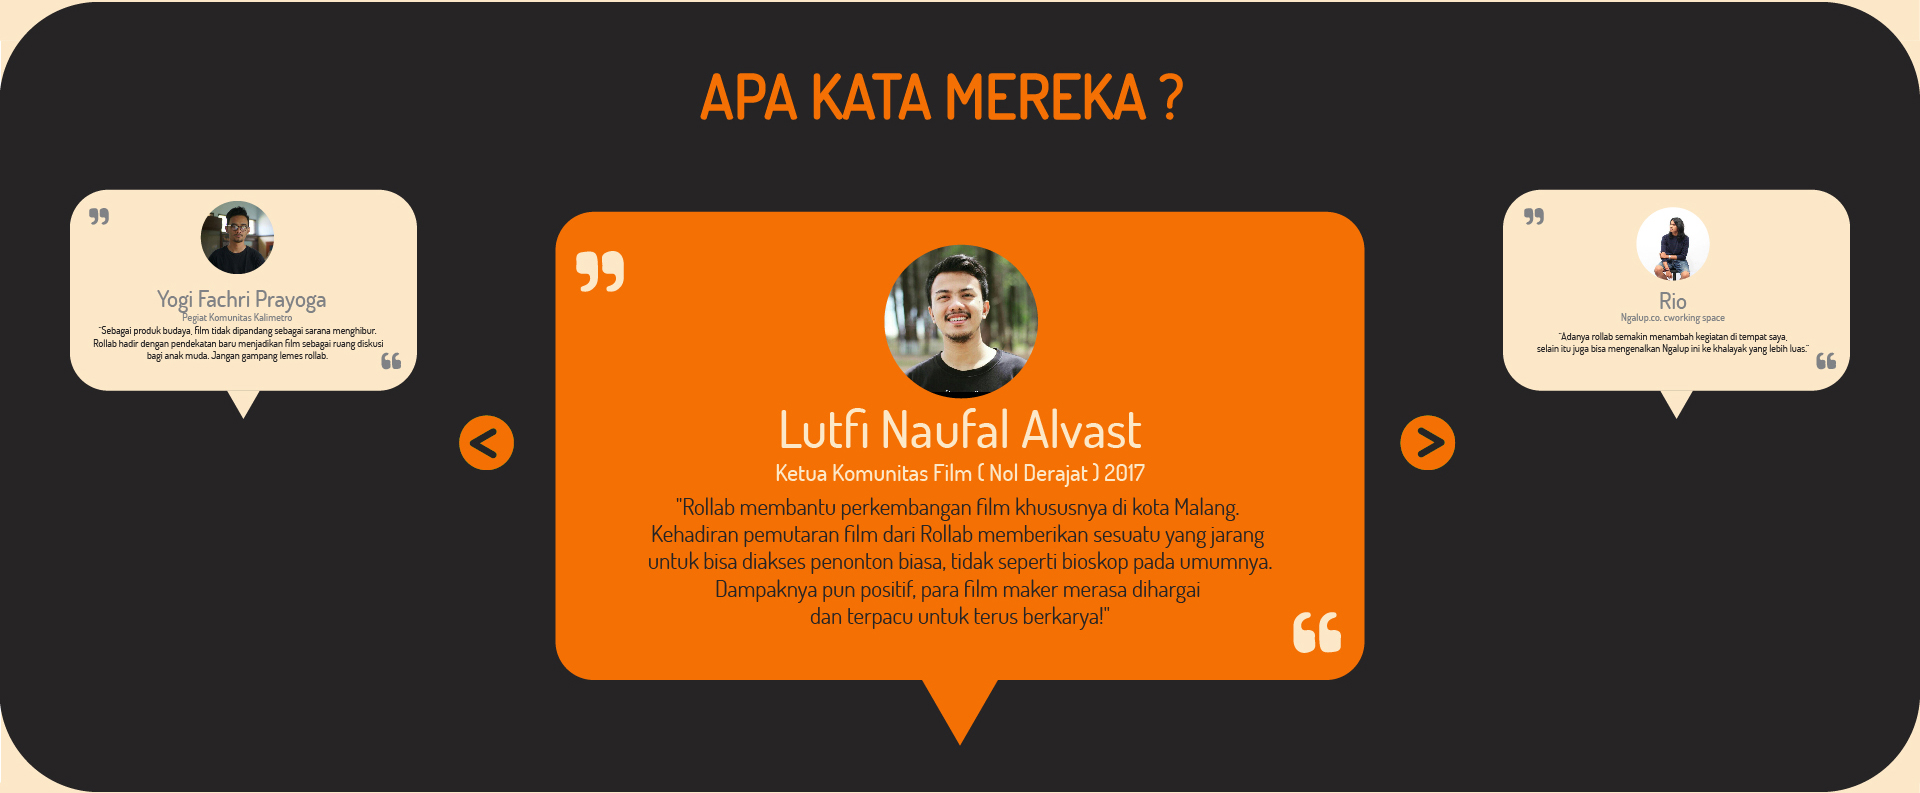 APA KATA MEREKA ?
Yogi Fachri Prayoga
Pegiat Komunitas Kalimetro
"Sebagai produk budaya, film tidak dipandang sebagai sarana menghibur.
Rollab hadir dengan pendekatan baru menjadikan film sebagai ruang diskusi
bagi anak muda. Jangan gampang lemes rollab.
<
Lutfi Naufal Alvast
Ketua Komunitas Film ( Nol Derajat ) 2017
"Rollab membantu perkembangan film khususnya di kota Malang.
Kehadiran pemutaran film dari Rollab memberikan sesuatu yang jarang
untuk bisa diakses penonton biasa, tidak seperti bioskop pada umumnya.
Dampaknya pun positif, para film maker merasa dihargai
dan terpacu untuk terus berkarya!"
>
Rio
Ngalup.co. cworking space
"Adanya rollab semakin menambah kegiatan di tempat saya,
selain itu juga bisa mengenalkan Ngalup ini ke khalayak yang lebih luas."